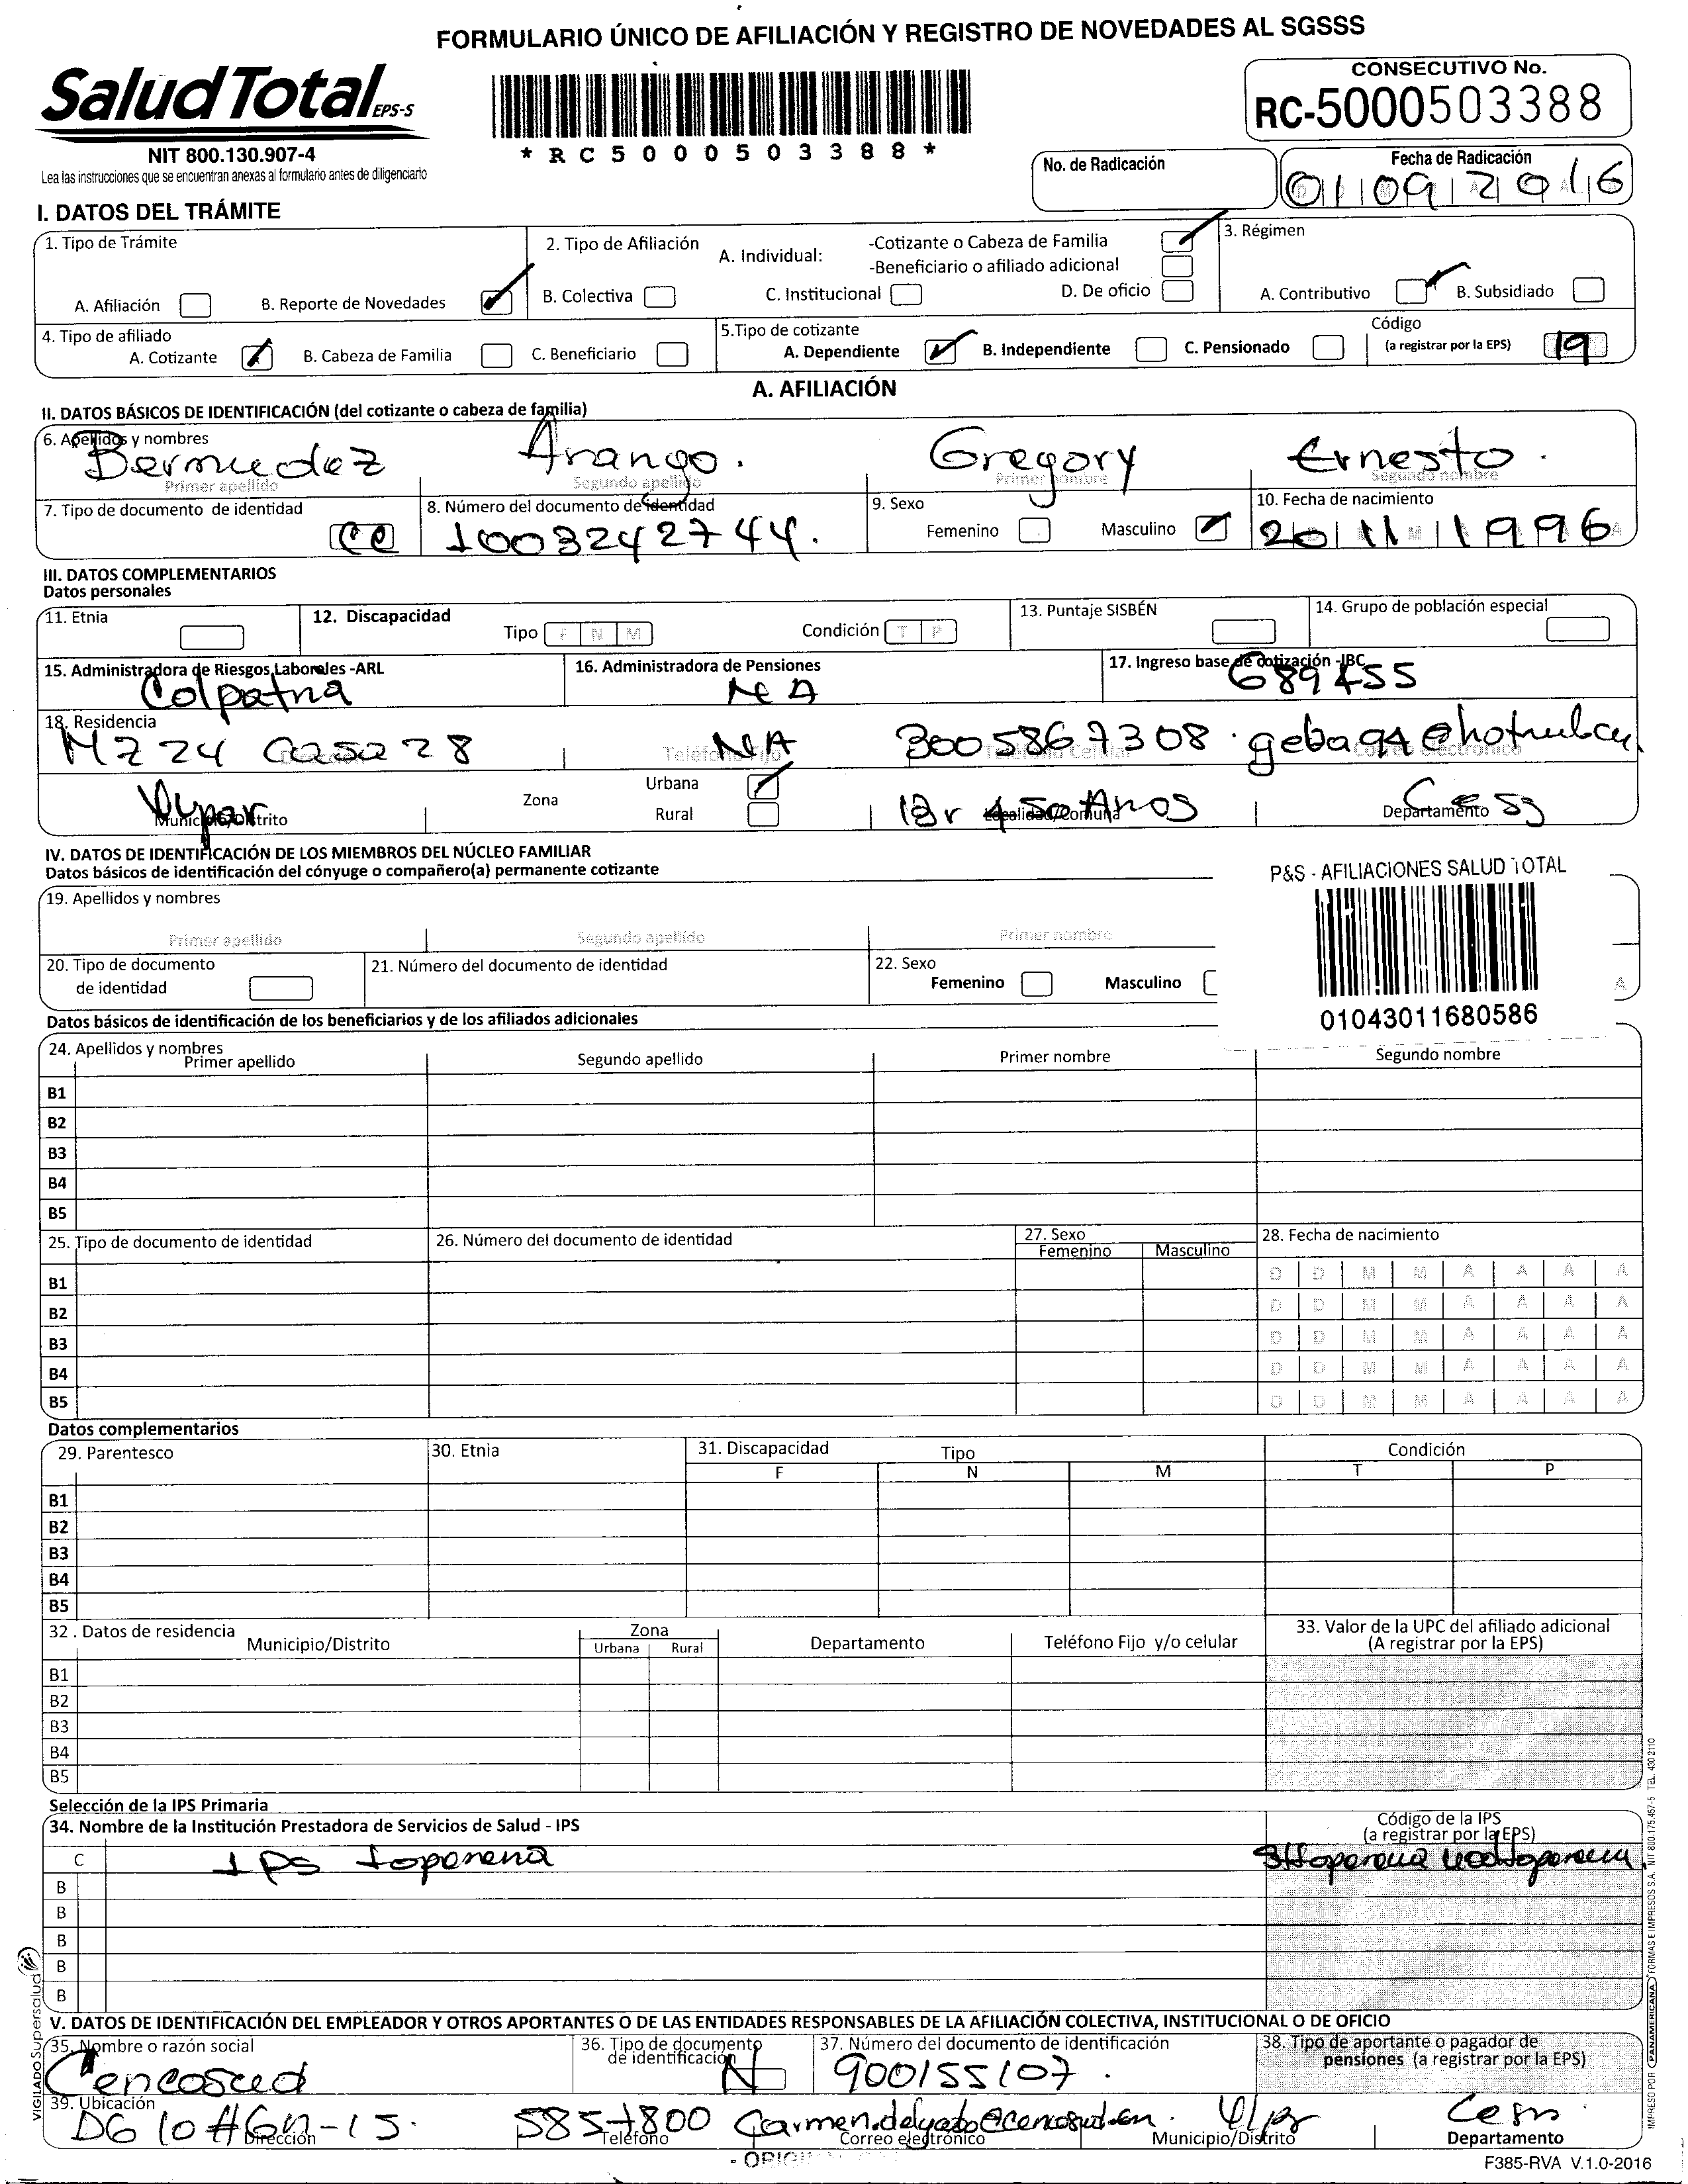 FORMULARIO ÚNICO DE AFILIACIÓN Y REGISTRO DE NOVEDADES AL SGSSS
SaludTotal EPS-S
NIT 800.130.907-4
Lea las instrucciones que se encuentran anexas al formulario antes de diligenciarlo
*RC5000503388*
CONSECUTIVO No.
RC-5000503388
No. de Radicación
Fecha de Radicación
01 09 2016
I. DATOS DEL TRÁMITE
1. Tipo de Trámite
A. Afiliación B. Reporte de Novedades
2. Tipo de Afiliación A. Individual: -Cotizante o Cabeza de Familia
-Beneficiario o afiliado adicional
B. Colectiva C. Institucional D. De oficio
3. Régimen
A. Contributivo B. Subsidiado
4. Tipo de afiliado
A. Cotizante B. Cabeza de Familia C. Beneficiario
5.Tipo de cotizante
A. Dependiente B. Independiente C. Pensionado
Código
(a registrar por la EPS) 19
A. AFILIACIÓN
II. DATOS BÁSICOS DE IDENTIFICACIÓN (del cotizante o cabeza de familia)
6. Apellidos y nombres
Bermudez Arango. Gregory Ernesto.
Primer apellido Segundo apellido Primer nombre Segundo nombre
7. Tipo de documento de identidad CC
8. Número del documento de identidad
1003242744.
9. Sexo
Femenino Masculino
10. Fecha de nacimiento
20 11 1996
III. DATOS COMPLEMENTARIOS
Datos personales
11. Etnia
12. Discapacidad Tipo F N M Condición T P
13. Puntaje SISBÉN
14. Grupo de población especial
15. Administradora de Riesgos Laborales -ARL
Colpatria
16. Administradora de Pensiones
NA
17. Ingreso base de cotización -IBC
689455
18. Residencia
MZ 24 Casa 28 NA 3005867308
Dirección Teléfono Fijo Teléfono Celular Correo electrónico
Vupar Zona Urbana Rural 450 Años
Municipio/Distrito Localidad/Comuna Departamento
IV. DATOS DE IDENTIFICACIÓN DE LOS MIEMBROS DEL NÚCLEO FAMILIAR
Datos básicos de identificación del cónyuge o compañero(a) permanente cotizante
P&S - AFILIACIONES SALUD TOTAL
01043011680586
19. Apellidos y nombres
Primer apellido Segundo apellido Primer nombre
20. Tipo de documento
de identidad
21. Número del documento de identidad
22. Sexo
Femenino Masculino
A
Datos básicos de identificación de los beneficiarios y de los afiliados adicionales
24. Apellidos y nombres
Primer apellido Segundo apellido Primer nombre Segundo nombre
B1
B2
B3
B4
B5
25. Tipo de documento de identidad 26. Número del documento de identidad 27. Sexo 28. Fecha de nacimiento
Femenino Masculino
B1 D D M M A A A A
B2 D D M M A A A A
B3 D D M M A A A A
B4 D D M M A A A A
B5 D D M M A A A A
Datos complementarios
29. Parentesco 30. Etnia 31. Discapacidad Tipo Condición
F N M T P
B1
B2
B3
B4
B5
32 . Datos de residencia
Municipio/Distrito Zona Departamento Teléfono Fijo y/o celular
Urbana Rural
33. Valor de la UPC del afiliado adicional
(A registrar por la EPS)
B1
B2
B3
B4
B5
Selección de la IPS Primaria
34. Nombre de la Institución Prestadora de Servicios de Salud - IPS
Código de la IPS
(a registrar por la EPS)
C IPS
B
B
B
B
B
V. DATOS DE IDENTIFICACIÓN DEL EMPLEADOR Y OTROS APORTANTES O DE LAS ENTIDADES RESPONSABLES DE LA AFILIACIÓN COLECTIVA, INSTITUCIONAL O DE OFICIO
35. Nombre o razón social
Cencosud
36. Tipo de documento
de identificación
N
37. Número del documento de identificación
900155107.
38. Tipo de aportante o pagador de
pensiones (a registrar por la EPS)
39. Ubicación
DG 10 #6N-15.
Dirección Teléfono Correo electrónico Municipio/Distrito Departamento
- ORIGINAL
F385-RVA V.1.0-2016
VIGILADO Supersalud
IMPRESO POR PANAMERICANA FORMAS E IMPRESOS S.A. NIT 800.175.457-5 TEL. 430 2110